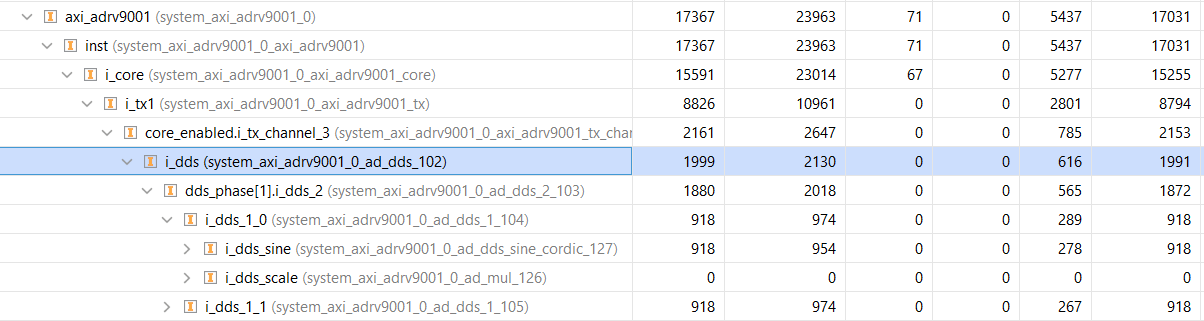 axi_adrv9001 (system_axi_adrv9001_0) 17367 23963 71 0 5437 17031
inst (system_axi_adrv9001_0_axi_adrv9001) 17367 23963 71 0 5437 17031
i_core (system_axi_adrv9001_0_axi_adrv9001_core) 15591 23014 67 0 5277 15255
i_tx1 (system_axi_adrv9001_0_axi_adrv9001_tx) 8826 10961 0 0 2801 8794
core_enabled.i_tx_channel_3 (system_axi_adrv9001_0_axi_adrv9001_tx_chan 2161 2647 0 0 785 2153
i_dds (system_axi_adrv9001_0_ad_dds_102) 1999 2130 0 0 616 1991
dds_phase[1].i_dds_2 (system_axi_adrv9001_0_ad_dds_2_103) 1880 2018 0 0 565 1872
i_dds_1_0 (system_axi_adrv9001_0_ad_dds_1_104) 918 974 0 0 289 918
i_dds_sine (system_axi_adrv9001_0_ad_dds_sine_cordic_127) 918 954 0 0 278 918
i_dds_scale (system_axi_adrv9001_0_ad_mul_126) 0 0 0 0 0 0
i_dds_1_1 (system_axi_adrv9001_0_ad_dds_1_105) 918 974 0 0 267 918